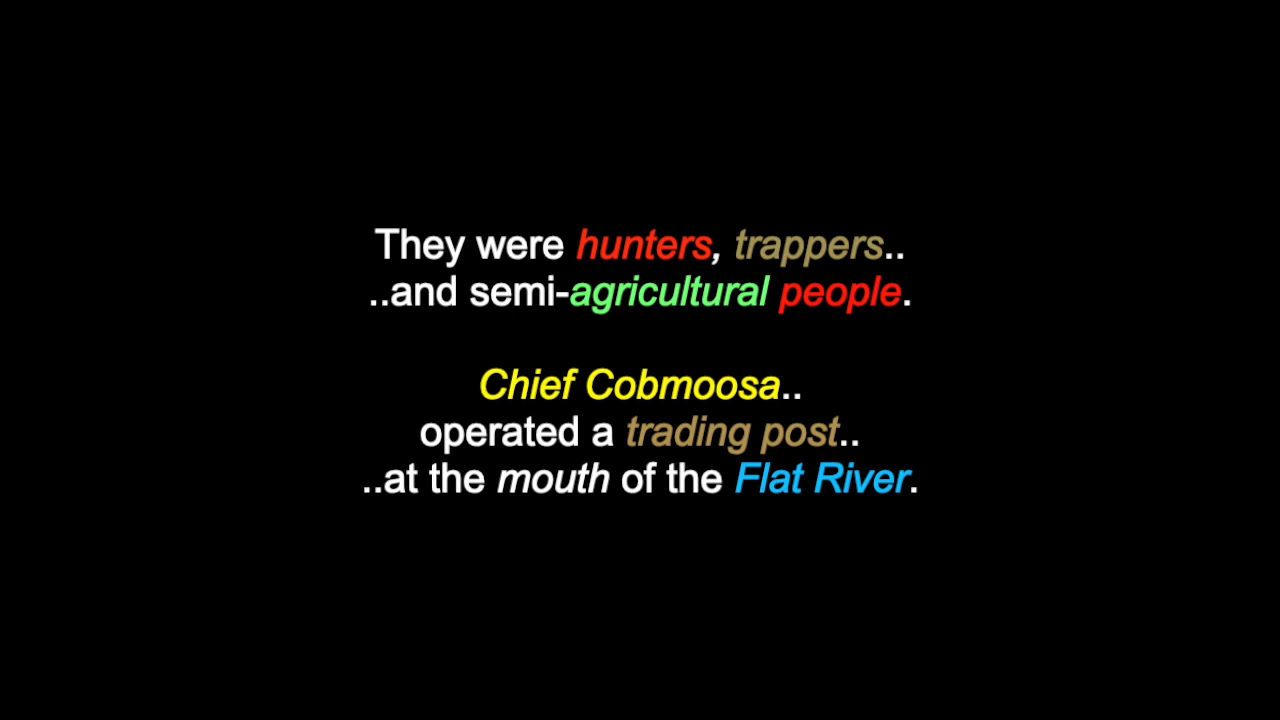 They were hunters, trappers..
..and semi-agricultural people.
Chief Cobmoosa..
operated a trading post..
..at the mouth of the Flat River.